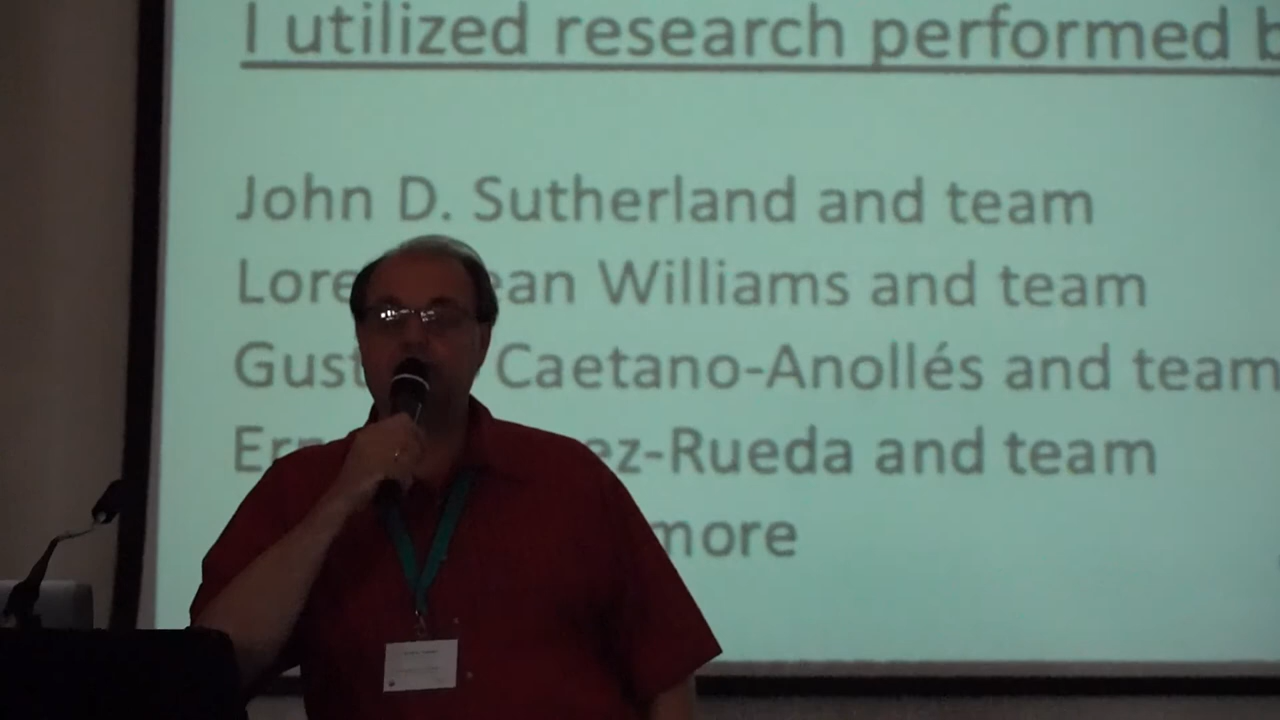 I utilized research performed b
John D. Sutherland and team
Lore ean Williams and team
Gust Caetano-Anollés and team
Er ez-Rueda and team
more